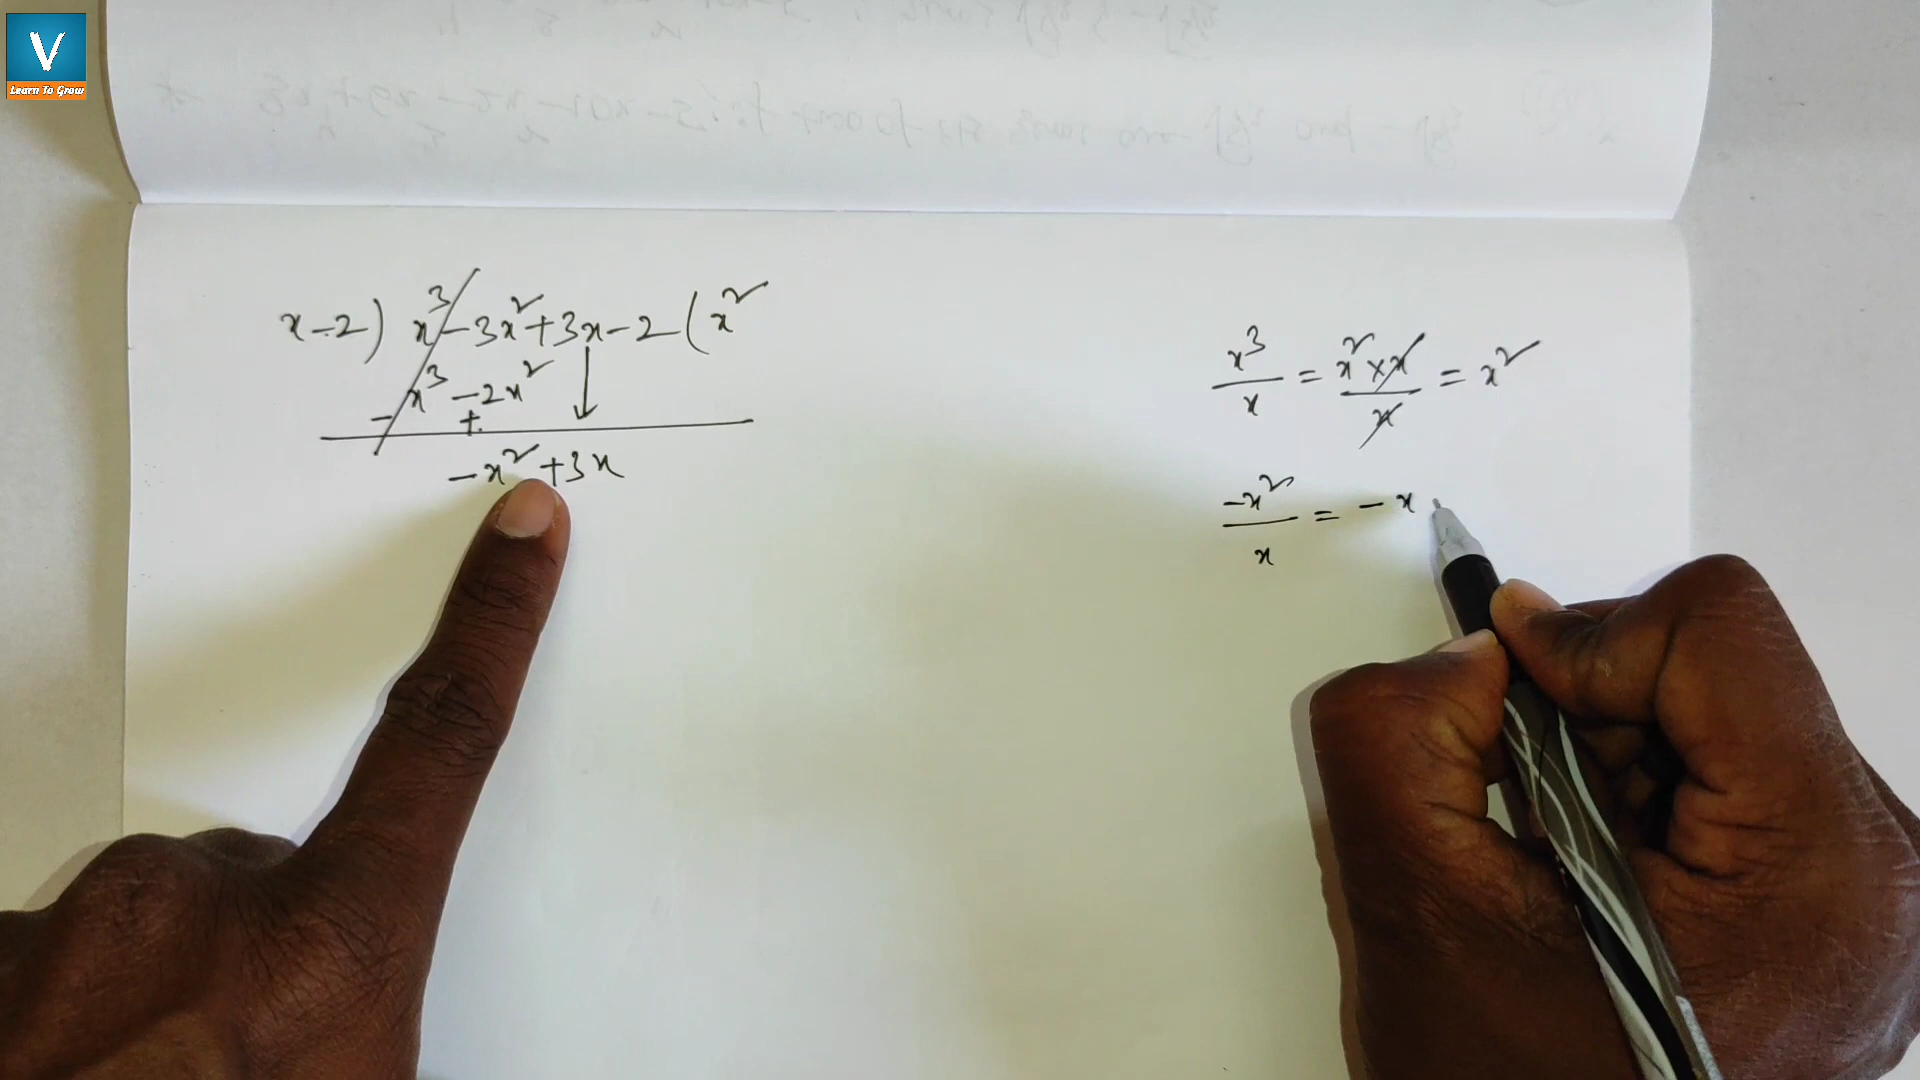 V
Learn To Grow
x-2) x³-3x²+3x-2 (x²
x³ -2x²
- +
-x²+3x
x³/x = x²×x/x = x²
-x²/x = -x